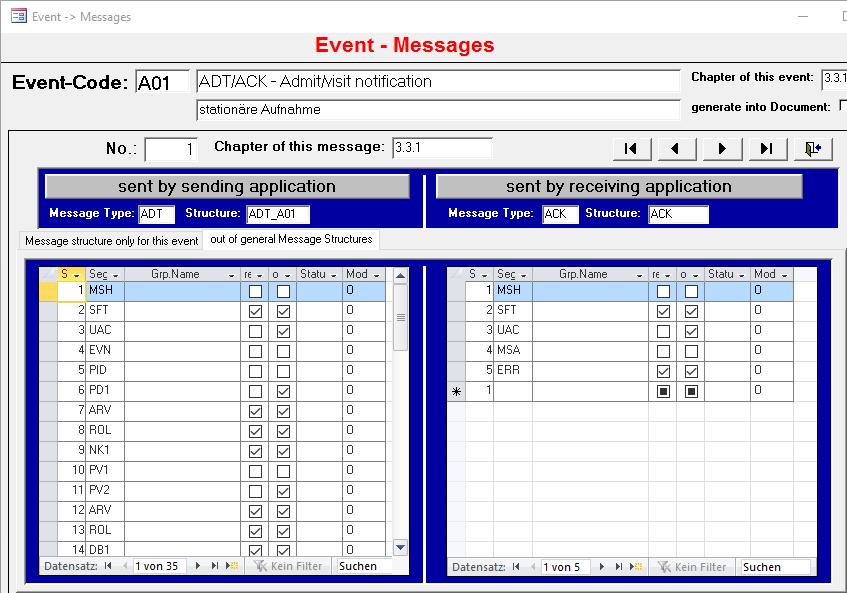 Event -> Messages
Event - Messages
Event-Code: A01 ADT/ACK - Admit/visit notification Chapter of this event: 3.3.1
stationäre Aufnahme generate into Document:
No.: 1 Chapter of this message: 3.3.1
sent by sending application sent by receiving application
Message Type: ADT Structure: ADT_A01 Message Type: ACK Structure: ACK
Message structure only for this event out of general Message Structures
S Seg Grp.Name re o Statu Mod S Seg Grp.Name re o Statu Mod
1 MSH 0 1 MSH 0
2 SFT 0 2 SFT 0
3 UAC 0 3 UAC 0
4 EVN 0 4 MSA 0
5 PID 0 5 ERR 0
6 PD1 0 * 1 0
7 ARV 0
8 ROL 0
9 NK1 0
10 PV1 0
11 PV2 0
12 ARV 0
13 ROL 0
14 DB1 0
Datensatz: 1 von 35 Kein Filter Suchen Datensatz: 1 von 5 Kein Filter Suchen